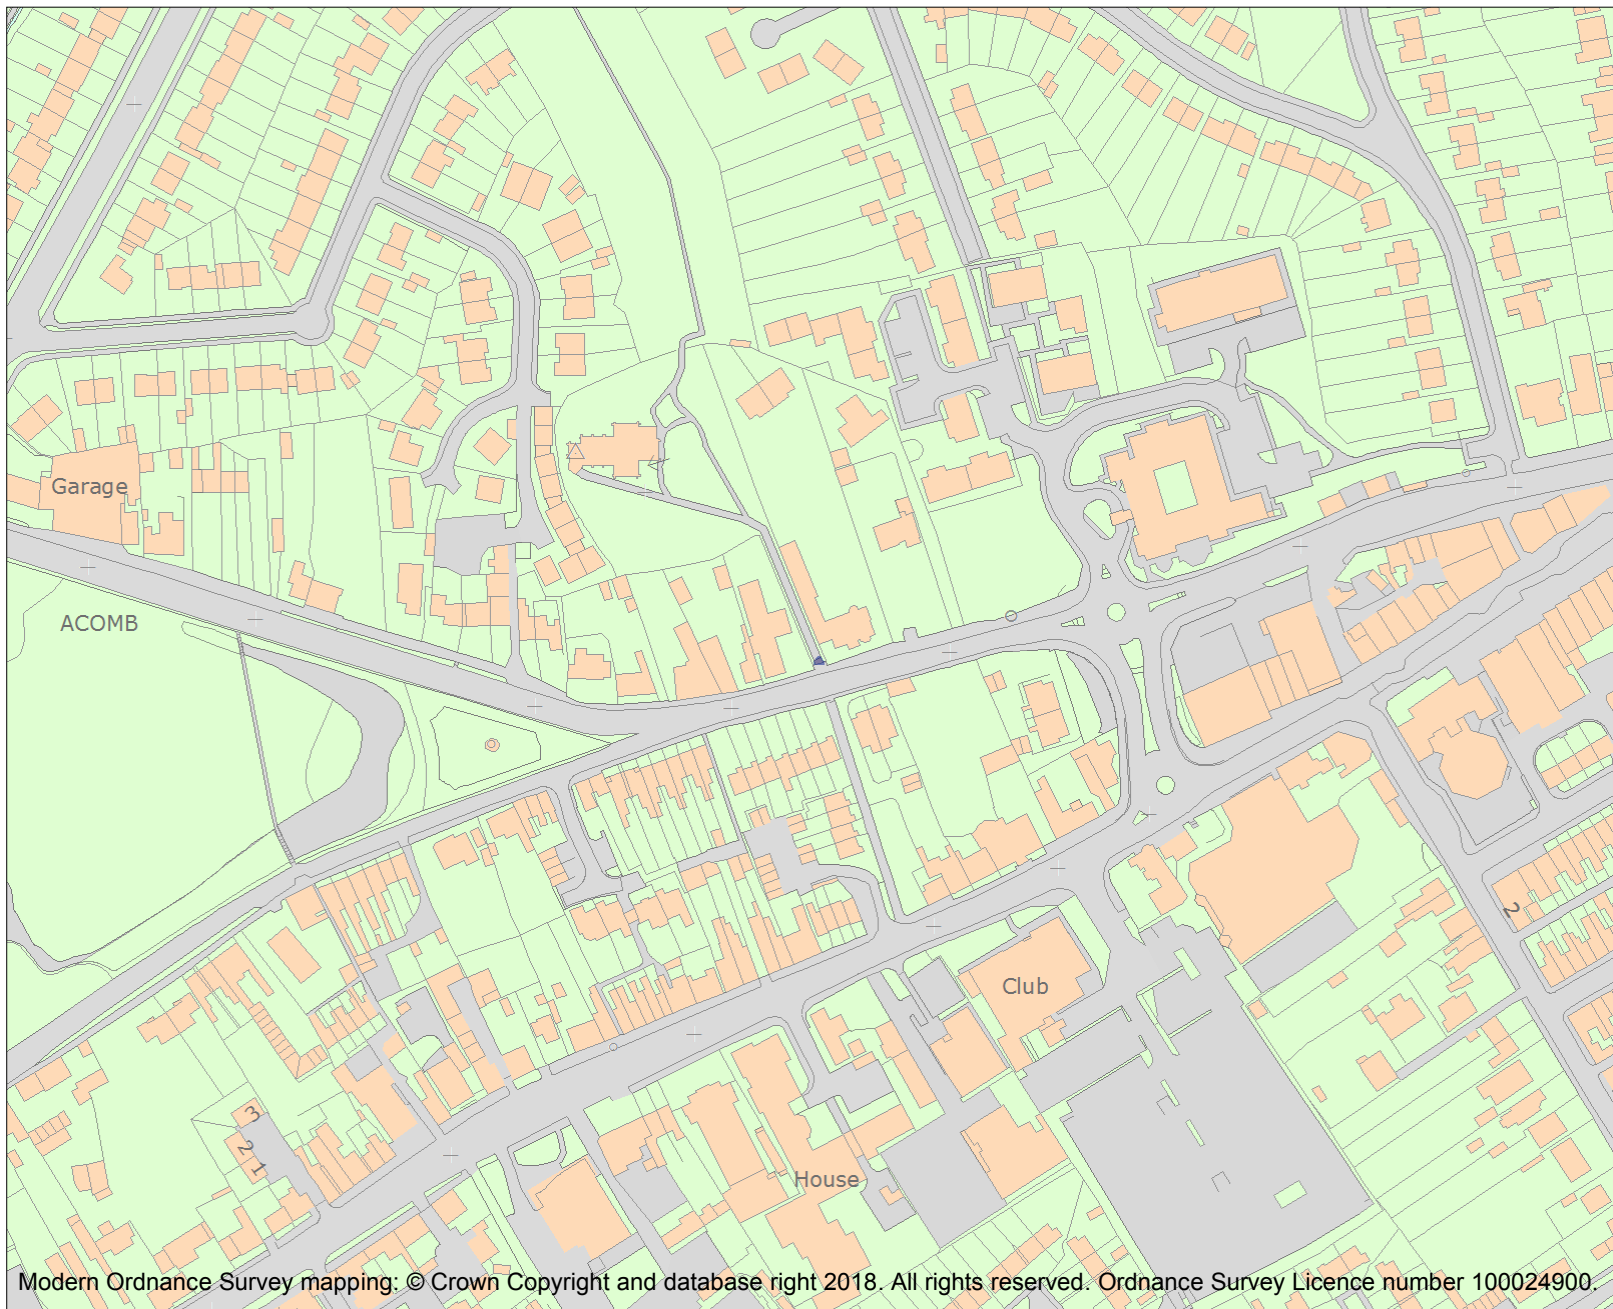 Garage
ACOMB
2
Club
3
2
1
House
Modern Ordnance Survey mapping: © Crown Copyright and database right 2018. All rights reserved. Ordnance Survey Licence number 100024900.